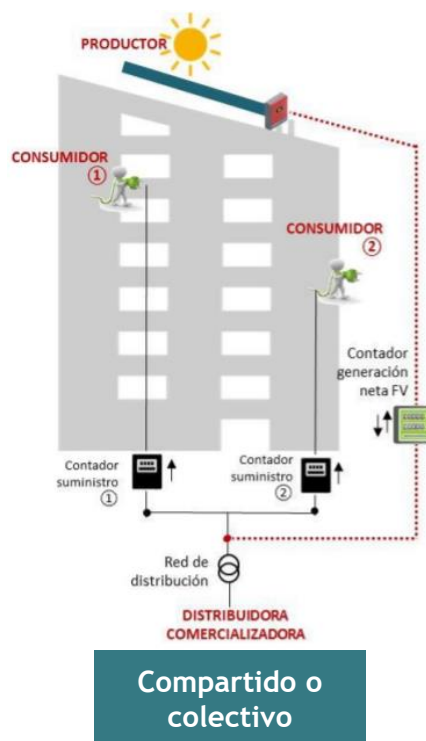 PRODUCTOR
CONSUMIDOR
①
CONSUMIDOR
②
Contador
generación
neta FV
Contador
suministro
①
Contador
suministro
②
Red de
distribución
DISTRIBUIDORA
COMERCIALIZADORA
Compartido o
colectivo